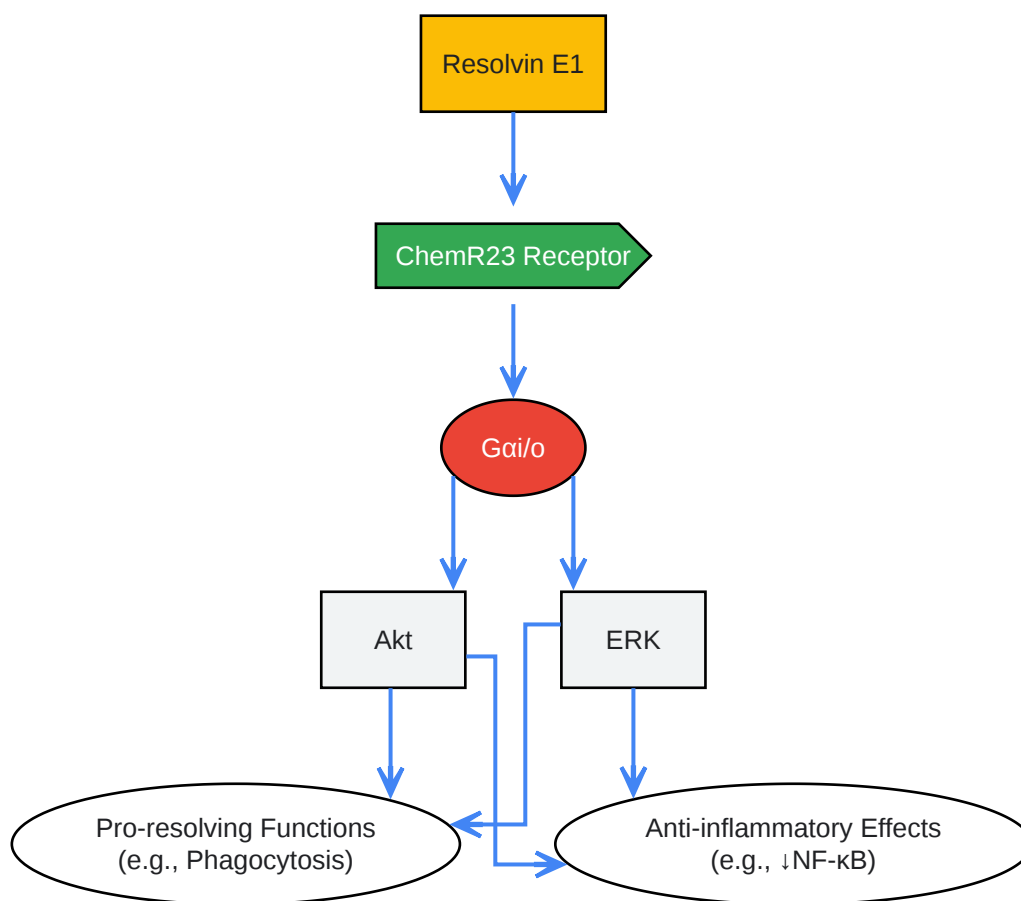 Resolvin E1
ChemR23 Receptor
Gαi/o
Akt
ERK
Pro-resolving Functions
(e.g., Phagocytosis)
Anti-inflammatory Effects
(e.g., ↓NF-κB)